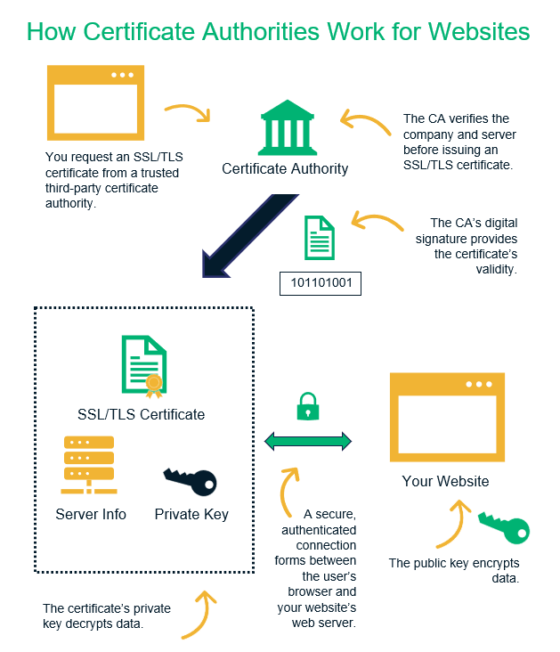 How Certificate Authorities Work for Websites
You request an SSL/TLS
certificate from a trusted
third-party certificate
authority.
Certificate Authority
The CA verifies the
company and server
before issuing an
SSL/TLS certificate.
The CA's digital
signature provides
the certificate's
validity.
101101001
SSL/TLS Certificate
Server Info
Private Key
Your Website
A secure,
authenticated
connection
forms between
the user's
browser and
your website's
web server.
The public key encrypts
data.
The certificate's private
key decrypts data.